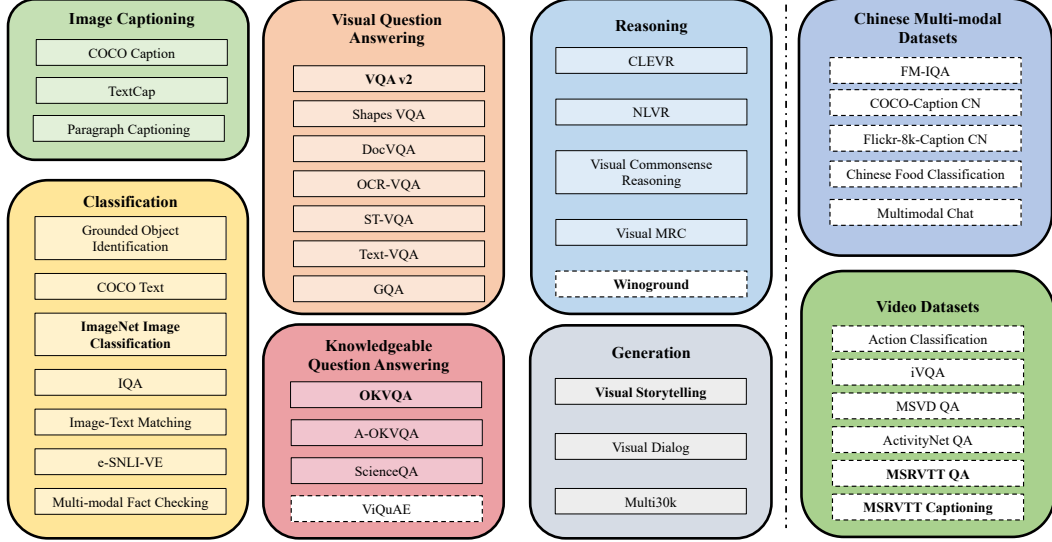 Image Captioning
COCO Caption
TextCap
Paragraph Captioning
Classification
Grounded Object
Identification
COCO Text
ImageNet Image
Classification
IQA
Image-Text Matching
e-SNLI-VE
Multi-modal Fact Checking
Visual Question
Answering
VQA v2
Shapes VQA
DocVQA
OCR-VQA
ST-VQA
Text-VQA
GQA
Knowledgeable
Question Answering
OKVQA
A-OKVQA
ScienceQA
ViQuAE
Reasoning
CLEVR
NLVR
Visual Commonsense
Reasoning
Visual MRC
Winoground
Generation
Visual Storytelling
Visual Dialog
Multi30k
Chinese Multi-modal
Datasets
FM-IQA
COCO-Caption CN
Flickr-8k-Caption CN
Chinese Food Classification
Multimodal Chat
Video Datasets
Action Classification
iVQA
MSVD QA
ActivityNet QA
MSRVTT QA
MSRVTT Captioning